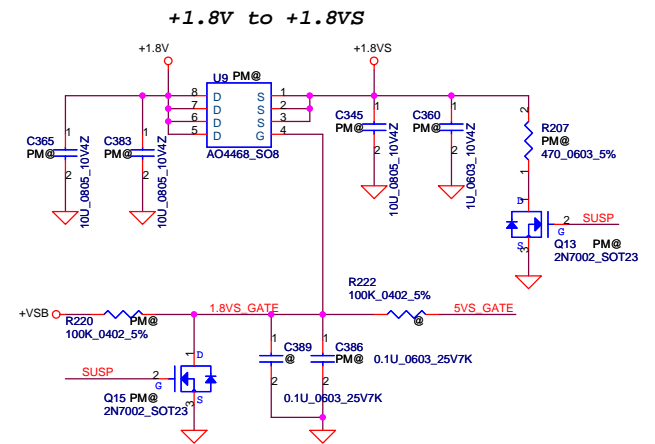 +1.8V to +1.8VS
+1.8V
+1.8VS
U9 PM@
8 D S 1
7 D S 2
6 D S 3
5 D G 4
AO4468_SO8
C365
PM@
1
2
10U_0805_10V4Z
C383
PM@
1
2
10U_0805_10V4Z
C345
PM@
1
2
10U_0805_10V4Z
C360
PM@
1
2
1U_0603_10V4Z
2
R207
PM@
470_0603_5%
1
D
2
SUSP
G
S
3
Q13 PM@
2N7002_SOT23
R222
100K_0402_5%
@
5VS_GATE
+VSB
1.8VS_GATE
R220
PM@
100K_0402_5%
1
D
SUSP
2
G
S
3
Q15 PM@
2N7002_SOT23
1
C389
@
2
0.1U_0603_25V7K
1
C386
PM@
2
0.1U_0603_25V7K